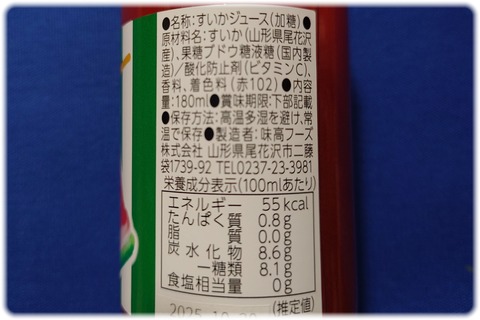 ●名称:すいかジュース(加糖)●
原材料名:すいか(山形県尾花沢
産)、果糖ブドウ糖液糖(国内製
造)/酸化防止剤(ビタミンC)、
香料、着色料(赤102)●内容
量:180ml●賞味期限:下部記載
●保存方法:高温多湿を避け、常
温で保存●製造者:味高フーズ
株式会社 山形県尾花沢市二藤
袋1739-92 TEL0237-23-3981
栄養成分表示(100mlあたり)
エネルギー 55kcal
たんぱく質 0.8g
脂質 0.0g
炭水化物 8.6g
―糖類 8.1g
食塩相当量 0g
(推定値)
2025.10